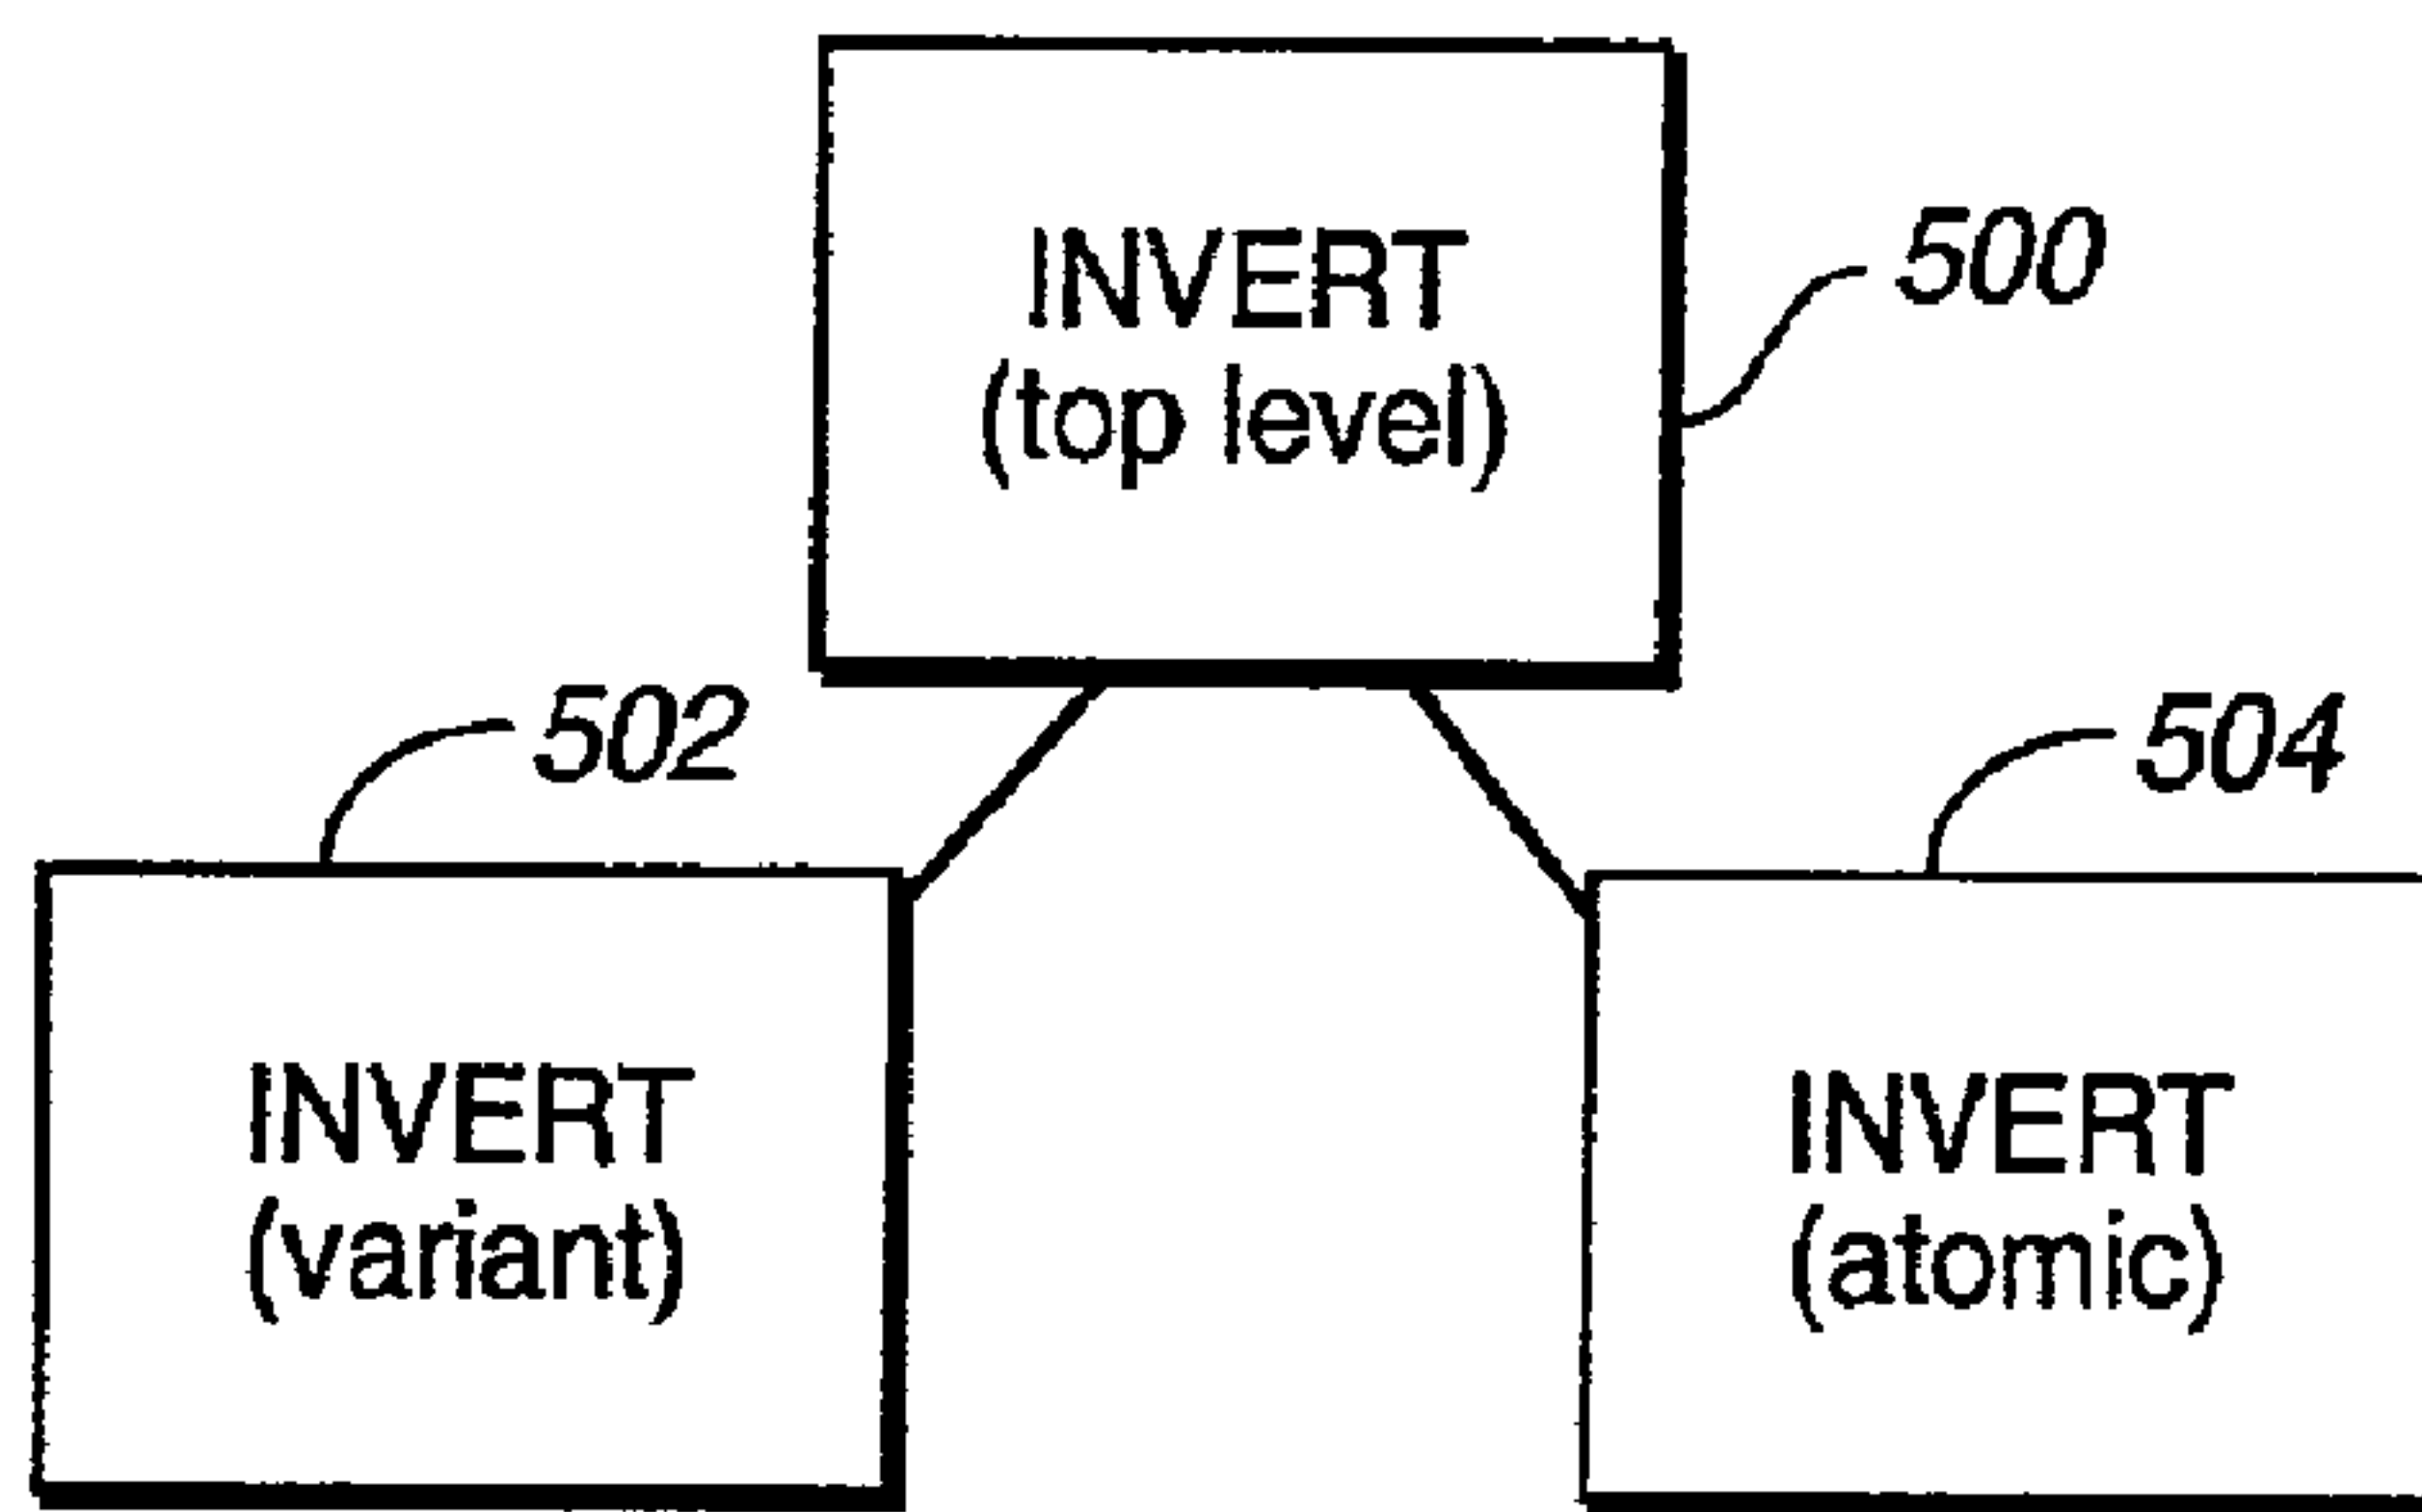 INVERT
(top level)
500
502
504
INVERT
(variant)
INVERT
(atomic)